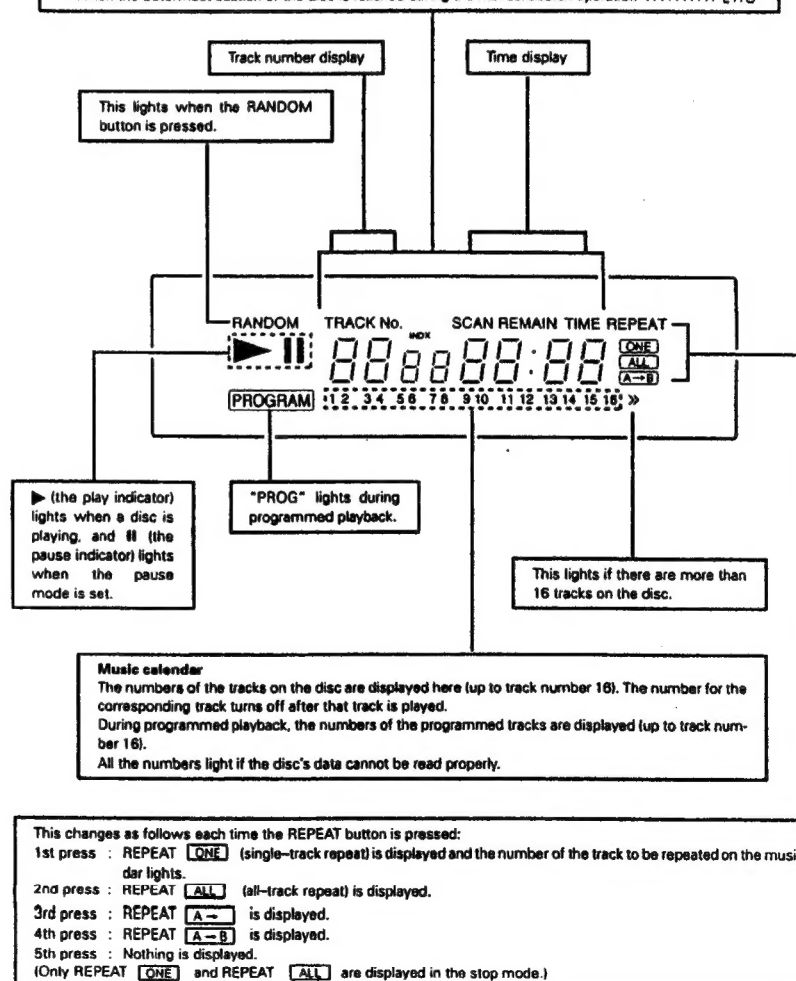 Track number display
Time display
This lights when the RANDOM
button is pressed.
RANDOM TRACK No. INDX SCAN REMAIN TIME REPEAT
▶ II 88 88 88:88 ONE
ALL
A→B
PROGRAM 1 2 3 4 5 6 7 8 9 10 11 12 13 14 15 16 »
▶ (the play indicator)
lights when a disc is
playing, and II (the
pause indicator) lights
when the pause
mode is set.
"PROG" lights during
programmed playback.
This lights if there are more than
16 tracks on the disc.
Music calendar
The numbers of the tracks on the disc are displayed here (up to track number 16). The number for the
corresponding track turns off after that track is played.
During programmed playback, the numbers of the programmed tracks are displayed (up to track num-
ber 16).
All the numbers light if the disc's data cannot be read properly.
This changes as follows each time the REPEAT button is pressed:
1st press : REPEAT ONE (single–track repeat) is displayed and the number of the track to be repeated on the musi
dar lights.
2nd press : REPEAT ALL (all–track repeat) is displayed.
3rd press : REPEAT A → is displayed.
4th press : REPEAT A → B is displayed.
5th press : Nothing is displayed.
(Only REPEAT ONE and REPEAT ALL are displayed in the stop mode.)